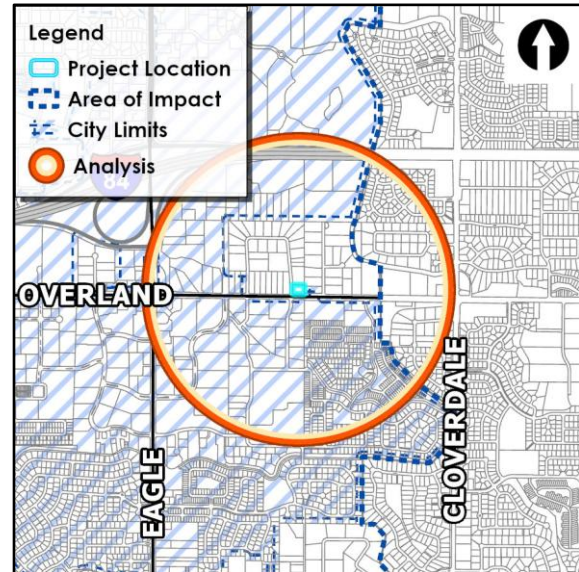 Legend
Project Location
Area of Impact
City Limits
Analysis
84
OVERLAND
EAGLE
CLOVERDALE